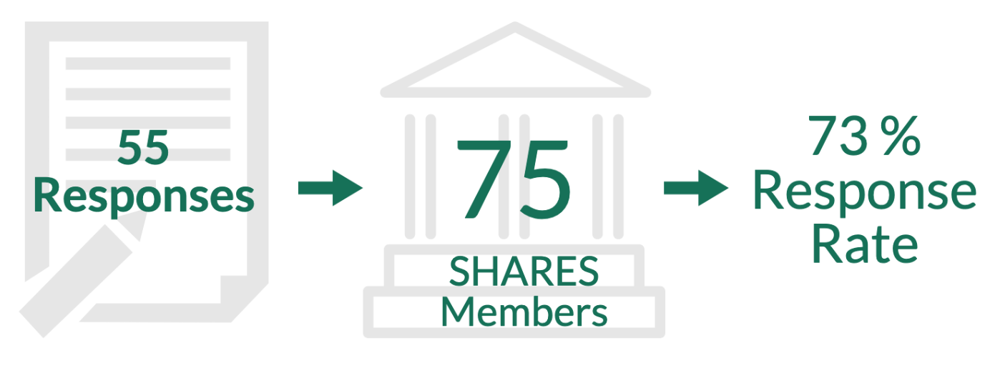 55
Responses
75
SHARES
Members
73 %
Response
Rate